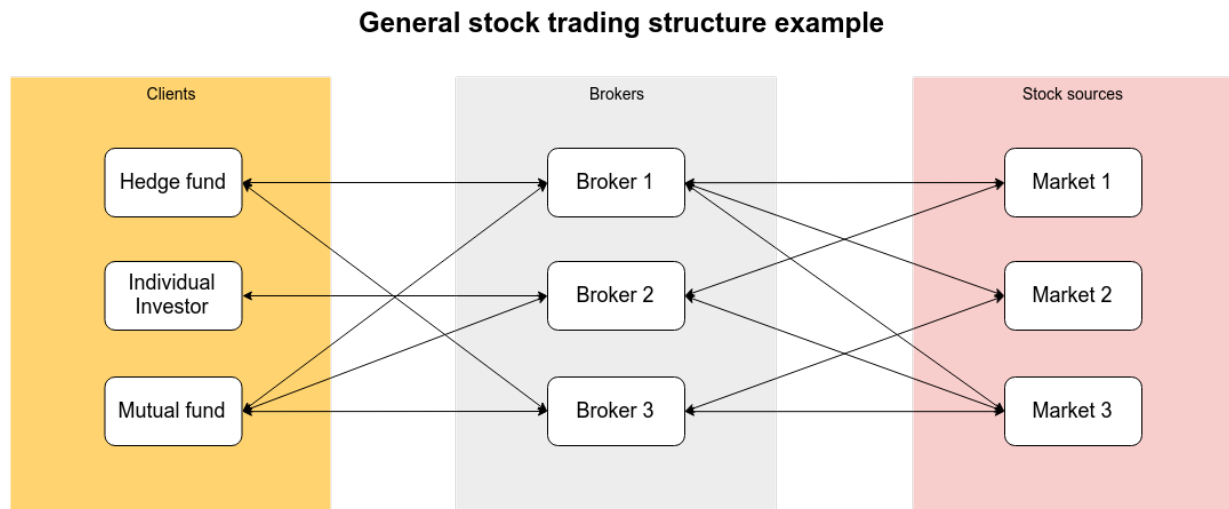 General stock trading structure example
Clients
Brokers
Stock sources
Hedge fund
Broker 1
Market 1
Individual
Investor
Broker 2
Market 2
Mutual fund
Broker 3
Market 3